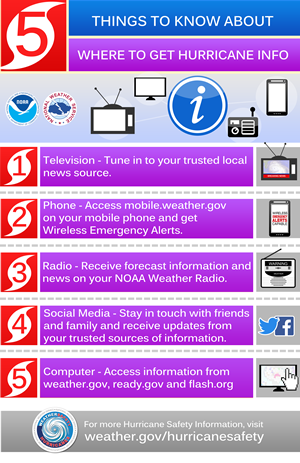 5
THINGS TO KNOW ABOUT
WHERE TO GET HURRICANE INFO
NOAA
NATIONAL WEATHER SERVICE
i
1
Television - Tune in to your trusted local
news source.
2
Phone - Access mobile.weather.gov
on your mobile phone and get
Wireless Emergency Alerts.
WIRELESS
EMERGENCY
ALERTS
CAPABLE
3
Radio - Receive forecast information and
news on your NOAA Weather Radio.
4
Social Media - Stay in touch with friends
and family and receive updates from
your trusted sources of information.
5
Computer - Access information from
weather.gov, ready.gov and flash.org
For more Hurricane Safety Information, visit
weather.gov/hurricanesafety